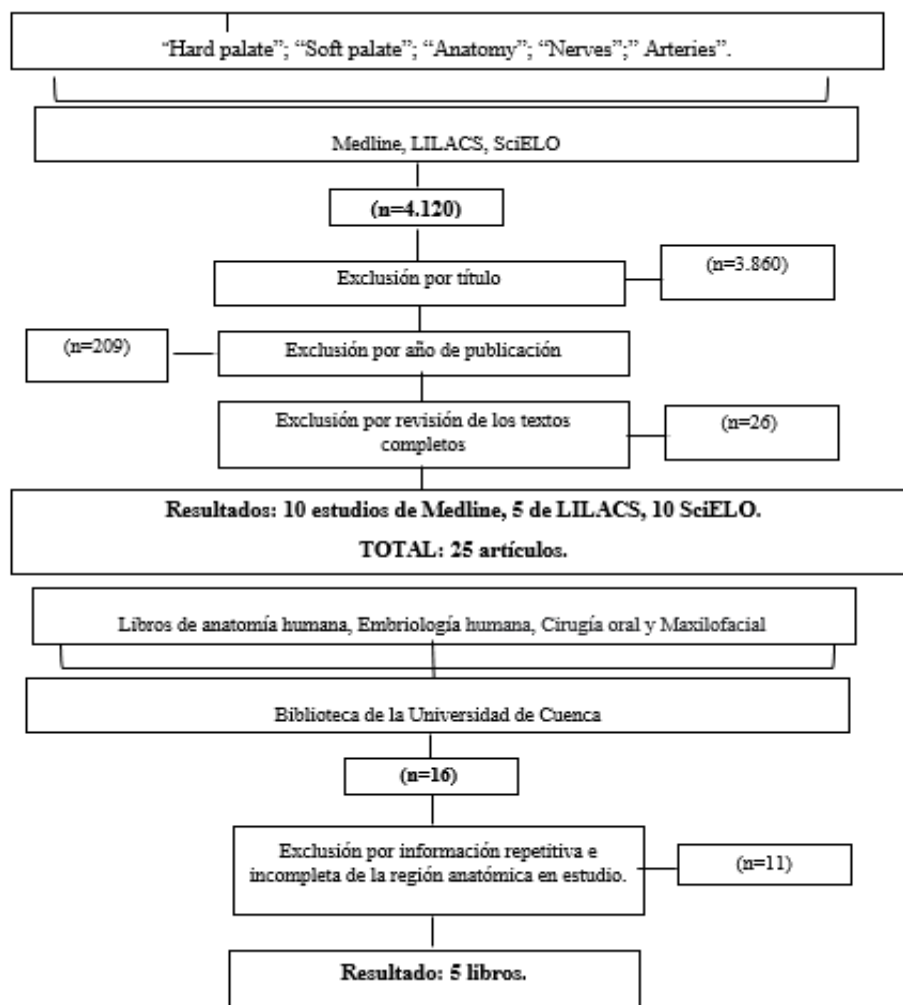 “Hard palate”; “Soft palate”; “Anatomy”; “Nerves”;” Arteries”.
Medline, LILACS, SciELO
(n=4.120)
Exclusión por título
(n=3.860)
(n=209)
Exclusión por año de publicación
Exclusión por revisión de los textos
completos
(n=26)
Resultados: 10 estudios de Medline, 5 de LILACS, 10 SciELO.
TOTAL: 25 artículos.
Libros de anatomía humana, Embriología humana, Cirugía oral y Maxilofacial
Biblioteca de la Universidad de Cuenca
(n=16)
Exclusión por información repetitiva e
incompleta de la región anatómica en estudio.
(n=11)
Resultado: 5 libros.